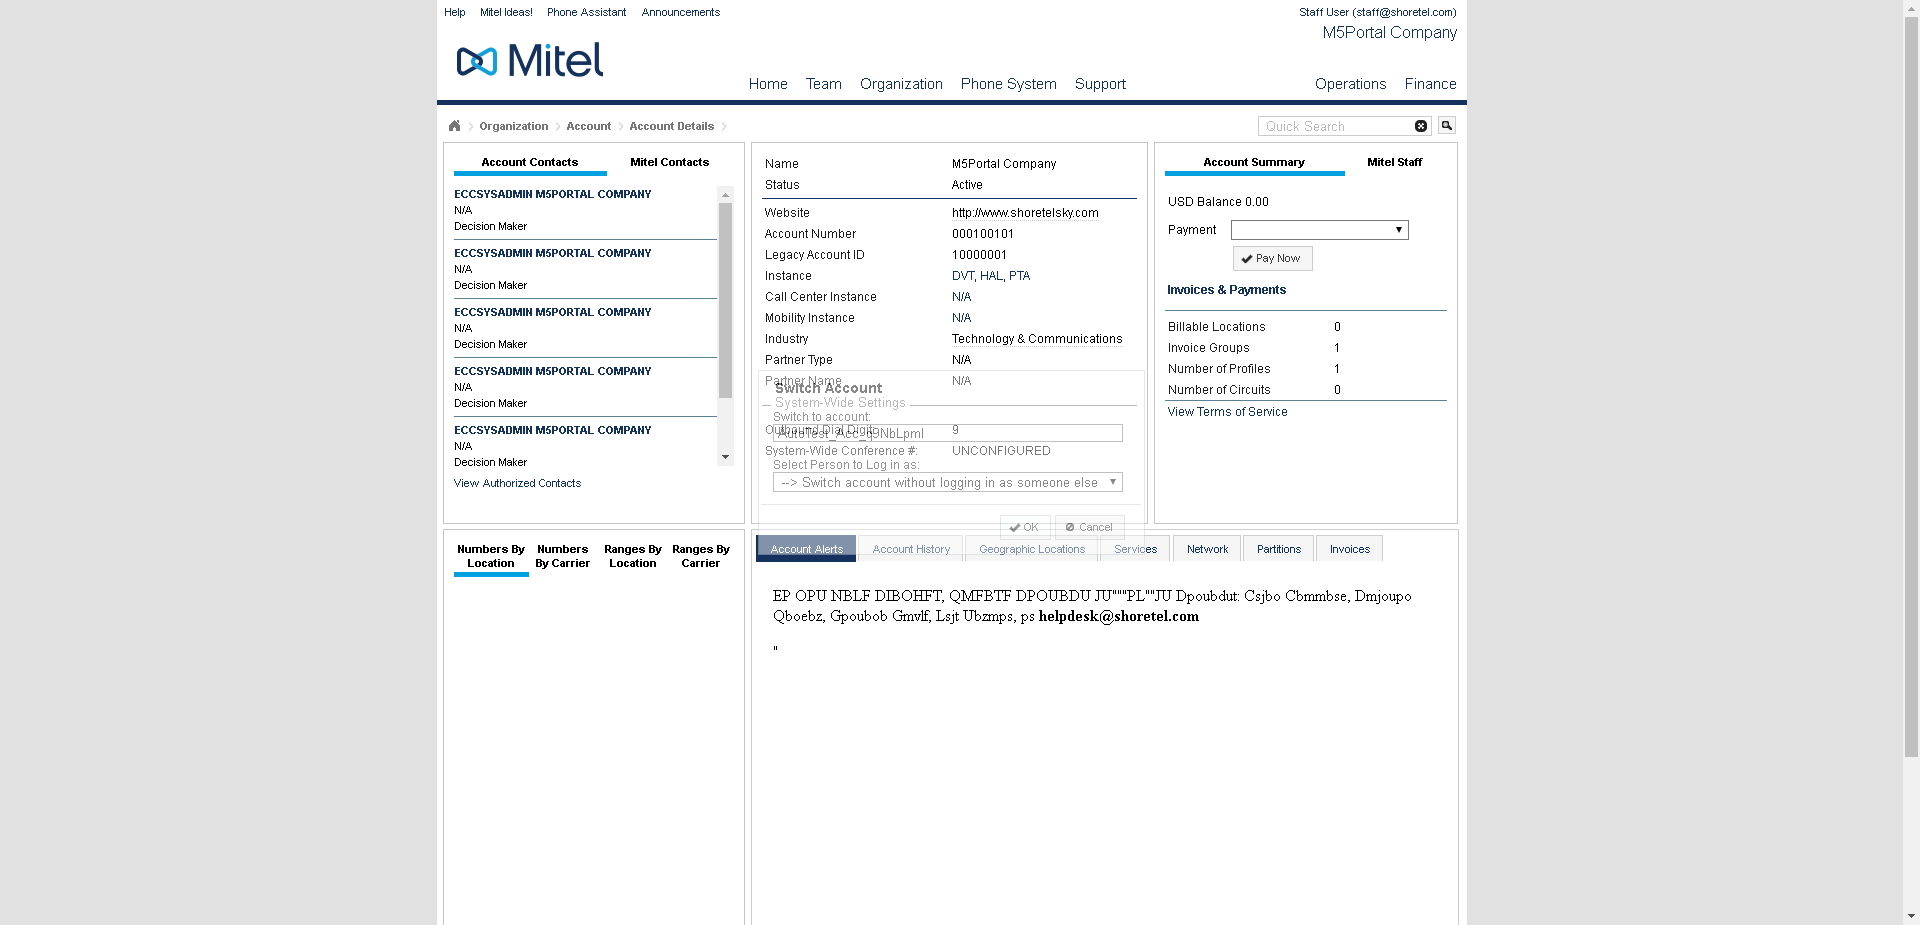 Help Mitel Ideas! Phone Assistant Announcements
Staff User (staff@shoretel.com)
M5Portal Company
Mitel
Home Team Organization Phone System Support
Operations Finance
Organization Account Account Details
Quick Search
Account Contacts Mitel Contacts
ECCSYSADMIN M5PORTAL COMPANY
N/A
Decision Maker
ECCSYSADMIN M5PORTAL COMPANY
N/A
Decision Maker
ECCSYSADMIN M5PORTAL COMPANY
N/A
Decision Maker
ECCSYSADMIN M5PORTAL COMPANY
N/A
Decision Maker
ECCSYSADMIN M5PORTAL COMPANY
N/A
Decision Maker
View Authorized Contacts
Name M5Portal Company
Status Active
Website http://www.shoretelsky.com
Account Number 000100101
Legacy Account ID 10000001
Instance DVT, HAL, PTA
Call Center Instance N/A
Mobility Instance N/A
Industry Technology & Communications
Partner Type N/A
Partner Name N/A
Switch Account
System-Wide Settings
Switch to account:
Outbound Dial Digit: 9
System-Wide Conference #: UNCONFIGURED
Select Person to Log in as:
--> Switch account without logging in as someone else
OK Cancel
Account Summary Mitel Staff
USD Balance 0.00
Payment
Pay Now
Invoices & Payments
Billable Locations 0
Invoice Groups 1
Number of Profiles 1
Number of Circuits 0
View Terms of Service
Numbers By Location
Numbers By Carrier
Ranges By Location
Ranges By Carrier
Account Alerts Account History Geographic Locations Services Network Partitions Invoices
EP OPU NBLF DIBOHFT, QMFBTF DPOUBDU JU"""PL""JU Dpoubdut: Csjbo Cbmmbse, Dmjoupo
Qboebz, Gpoubob Gmvlf, Lsjt Ubzmps, ps helpdesk@shoretel.com
"